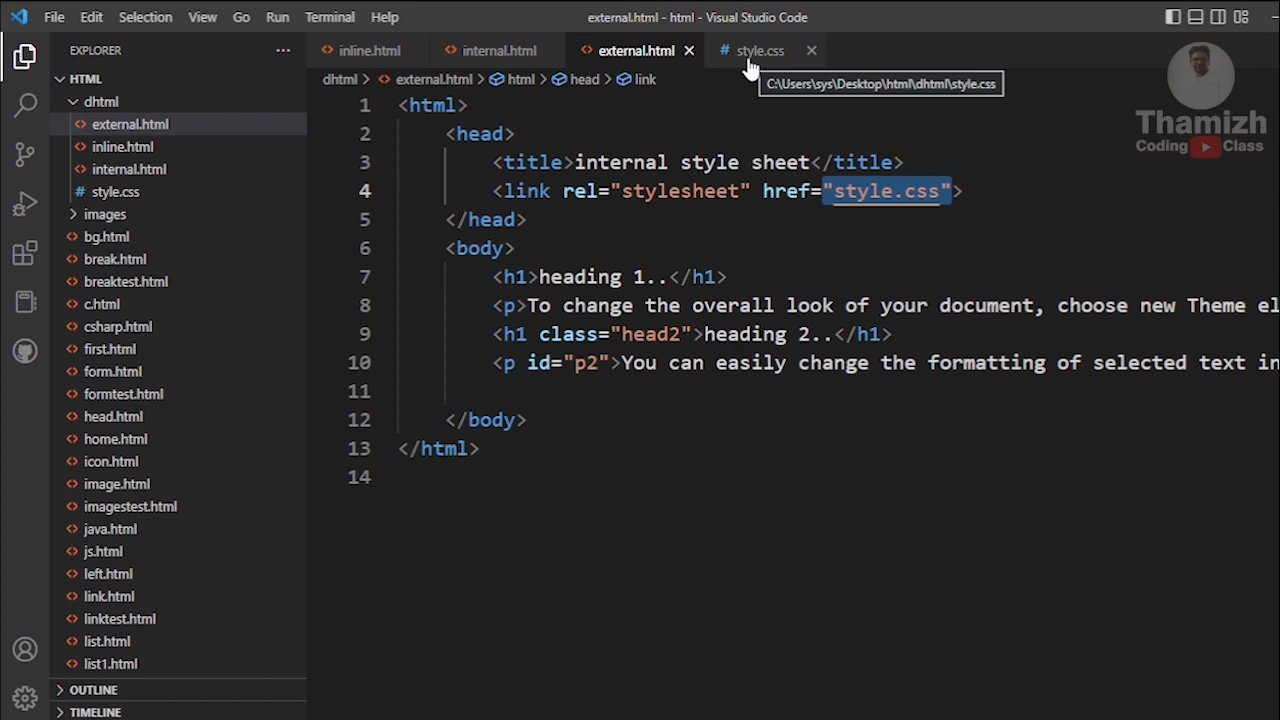 File Edit Selection View Go Run Terminal Help
external.html - html - Visual Studio Code
EXPLORER
HTML
dhtml
external.html
inline.html
internal.html
# style.css
images
bg.html
break.html
breaktest.html
c.html
csharp.html
first.html
form.html
formtest.html
head.html
home.html
icon.html
image.html
imagestest.html
java.html
js.html
left.html
link.html
linktest.html
list.html
list1.html
OUTLINE
TIMELINE
inline.html internal.html external.html # style.css
dhtml > external.html > html > head > link
C:\Users\sys\Desktop\html\dhtml\style.css
Thamizh
Coding Class
1 <html>
2 <head>
3 <title>internal style sheet</title>
4 <link rel="stylesheet" href="style.css">
5 </head>
6 <body>
7 <h1>heading 1..</h1>
8 <p>To change the overall look of your document, choose new Theme el
9 <h1 class="head2">heading 2..</h1>
10 <p id="p2">You can easily change the formatting of selected text in
11
12 </body>
13 </html>
14